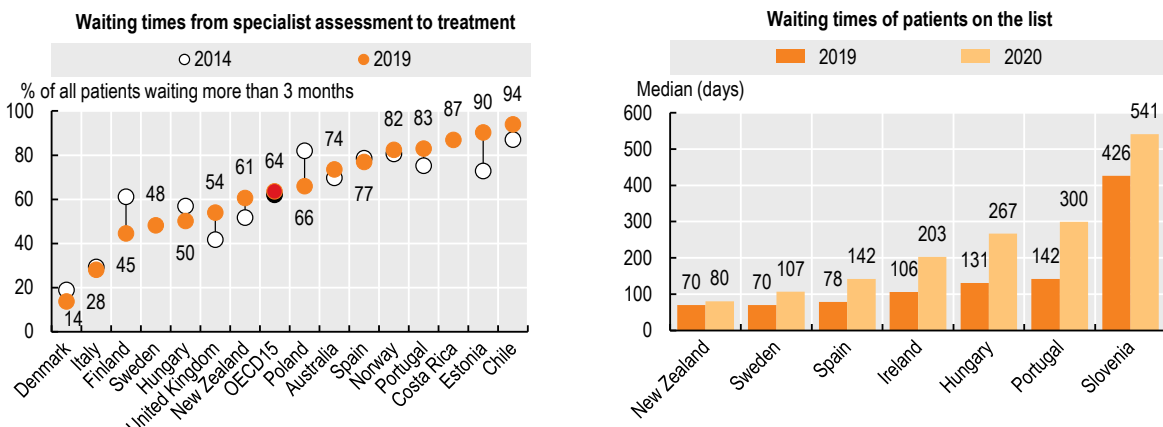 Waiting times from specialist assessment to treatment
2014 2019
% of all patients waiting more than 3 months
100
80
60
40
20
0
14 28 45 48 50 54 61 64 66 74 77 82 83 87 90 94
Denmark
Italy
Finland
Sweden
Hungary
United Kingdom
New Zealand
OECD15
Poland
Australia
Spain
Norway
Portugal
Costa Rica
Estonia
Chile
Waiting times of patients on the list
2019 2020
Median (days)
600
500
400
300
200
100
0
70 80 70 107 78 142 106 203 131 267 142 300 426 541
New Zealand
Sweden
Spain
Ireland
Hungary
Portugal
Slovenia